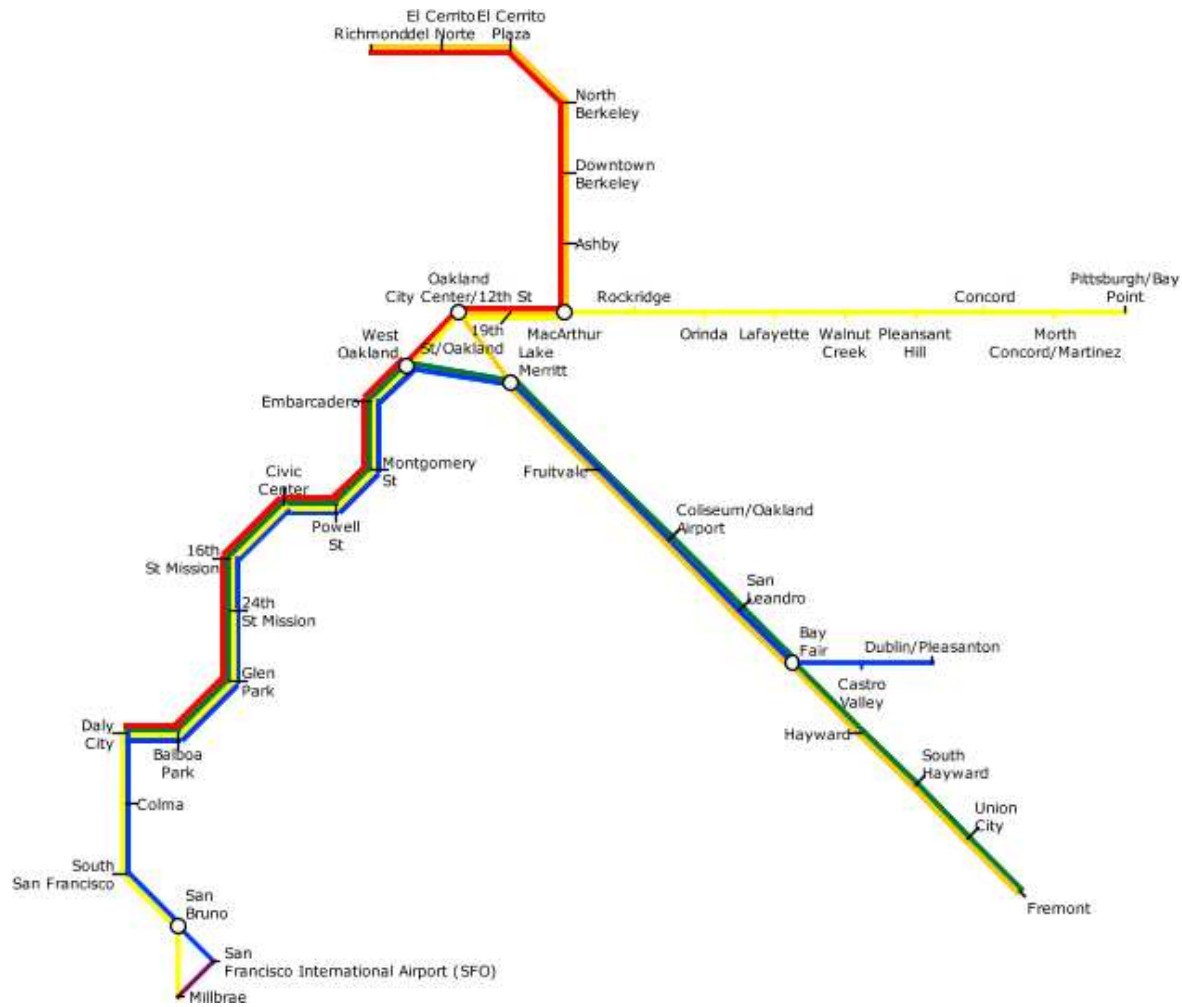 El Cerrito
del Norte
El Cerrito
Plaza
Richmond
North
Berkeley
Downtown
Berkeley
Ashby
Oakland
City Center/12th St
Rockridge
Concord
Pittsburgh/Bay
Point
West
Oakland
19th
St/Oakland
MacArthur
Lake
Merritt
Orinda
Lafayette
Walnut
Creek
Pleansant
Hill
Morth
Concord/Martinez
Embarcadero
Montgomery
St
Civic
Center
Powell
St
Fruitvale
Coliseum/Oakland
Airport
16th
St Mission
24th
St Mission
San
Leandro
Bay
Fair
Dublin/Pleasanton
Castro
Valley
Glen
Park
Daly
City
Balboa
Park
Hayward
South
Hayward
Colma
Union
City
South
San Francisco
San
Bruno
Fremont
San
Francisco International Airport (SFO)
Millbrae